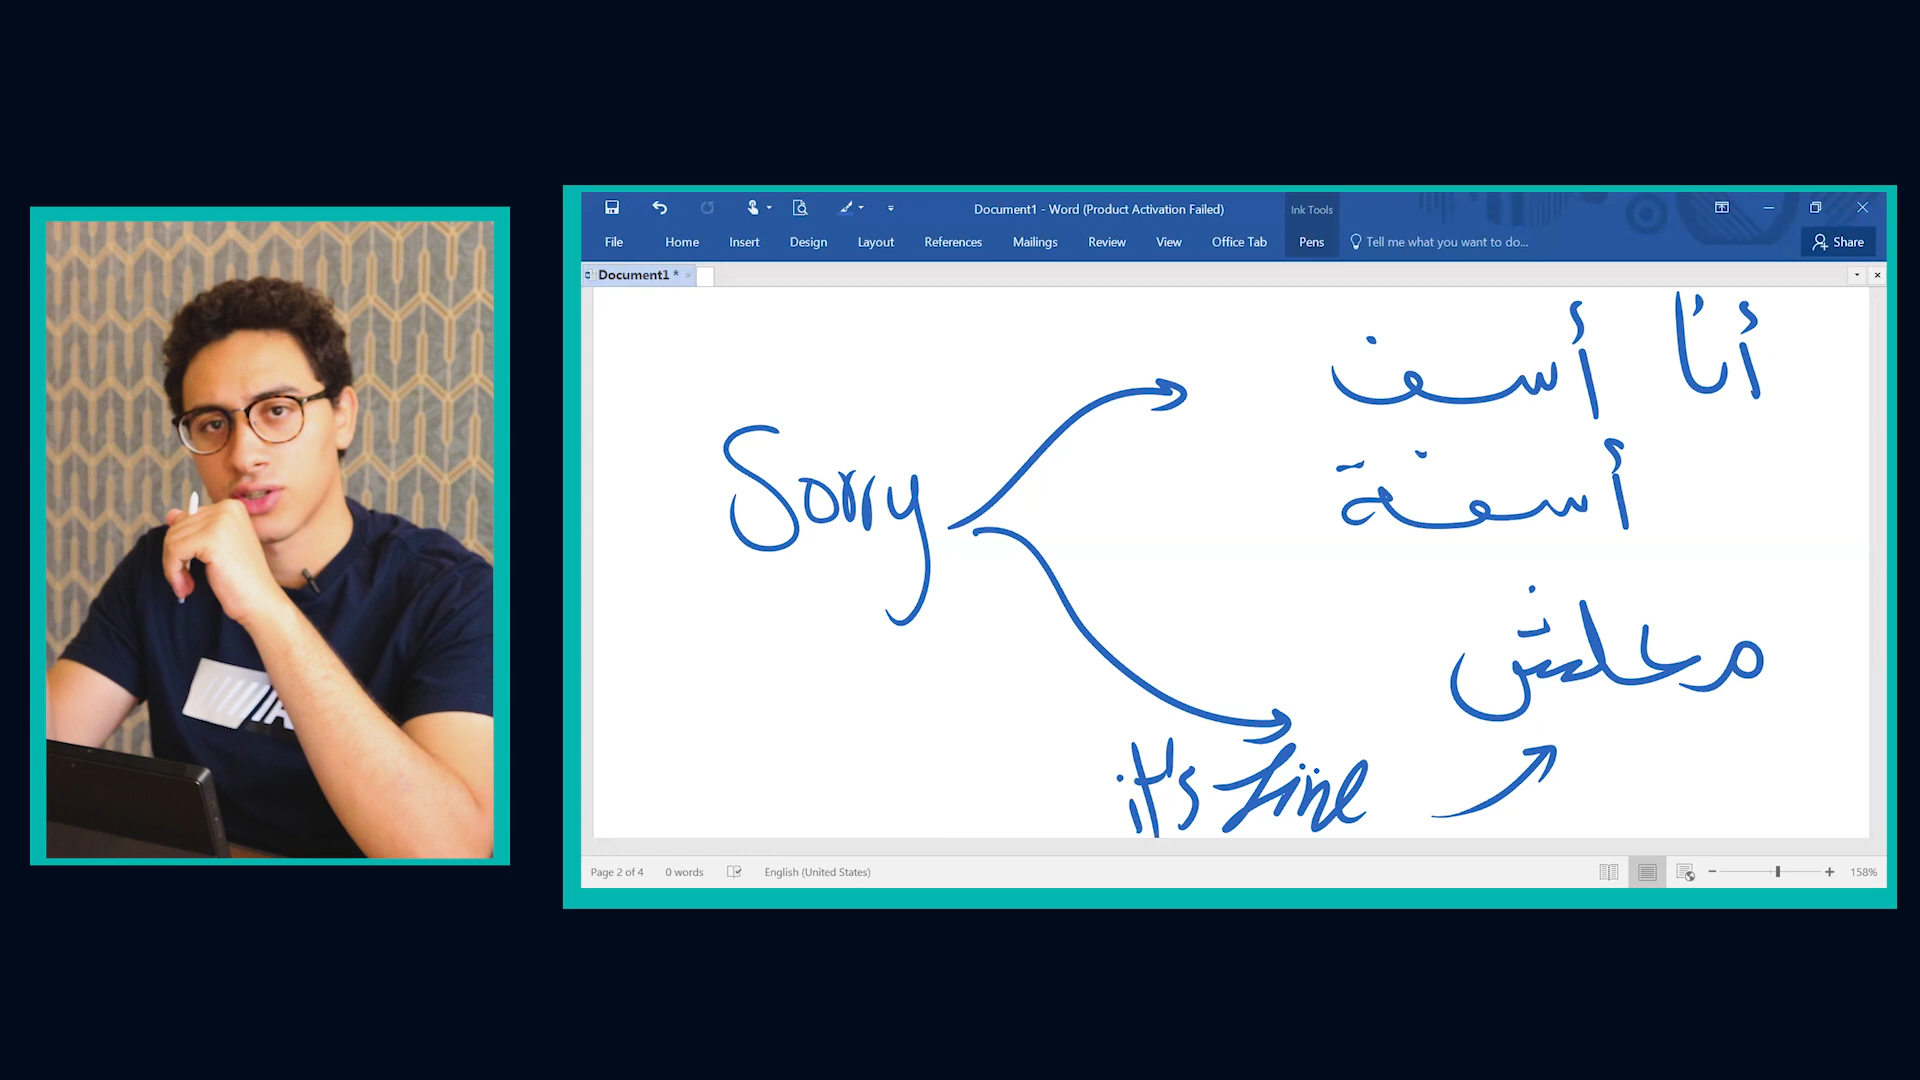 Document1 - Word (Product Activation Failed)
Ink Tools
File Home Insert Design Layout References Mailings Review View Office Tab Pens Tell me what you want to do... Share
Document1 *
أنا أسف
Sorry
أسفة
معلش
it's fine
Page 2 of 4 0 words English (United States) 158%